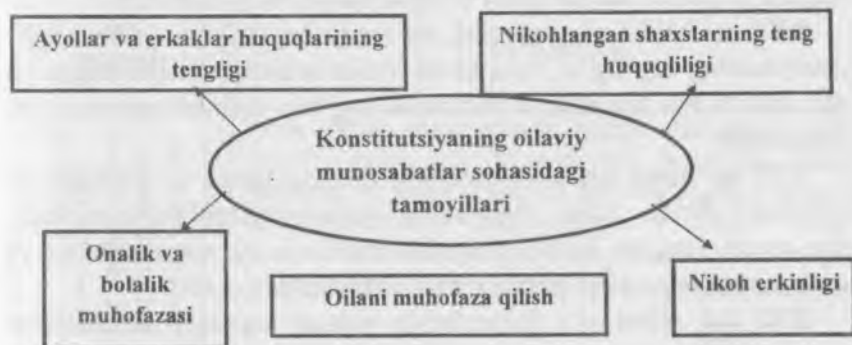 Ayollar va erkaklar huquqlarining
tengligi
Nikohlangan shaxslarning teng
huquqliligi
Konstitutsiyaning oilaviy
munosabatlar sohasidagi
tamoyillari
Onalik va
bolalik
muhofazasi
Oilani muhofaza qilish
Nikoh erkinligi